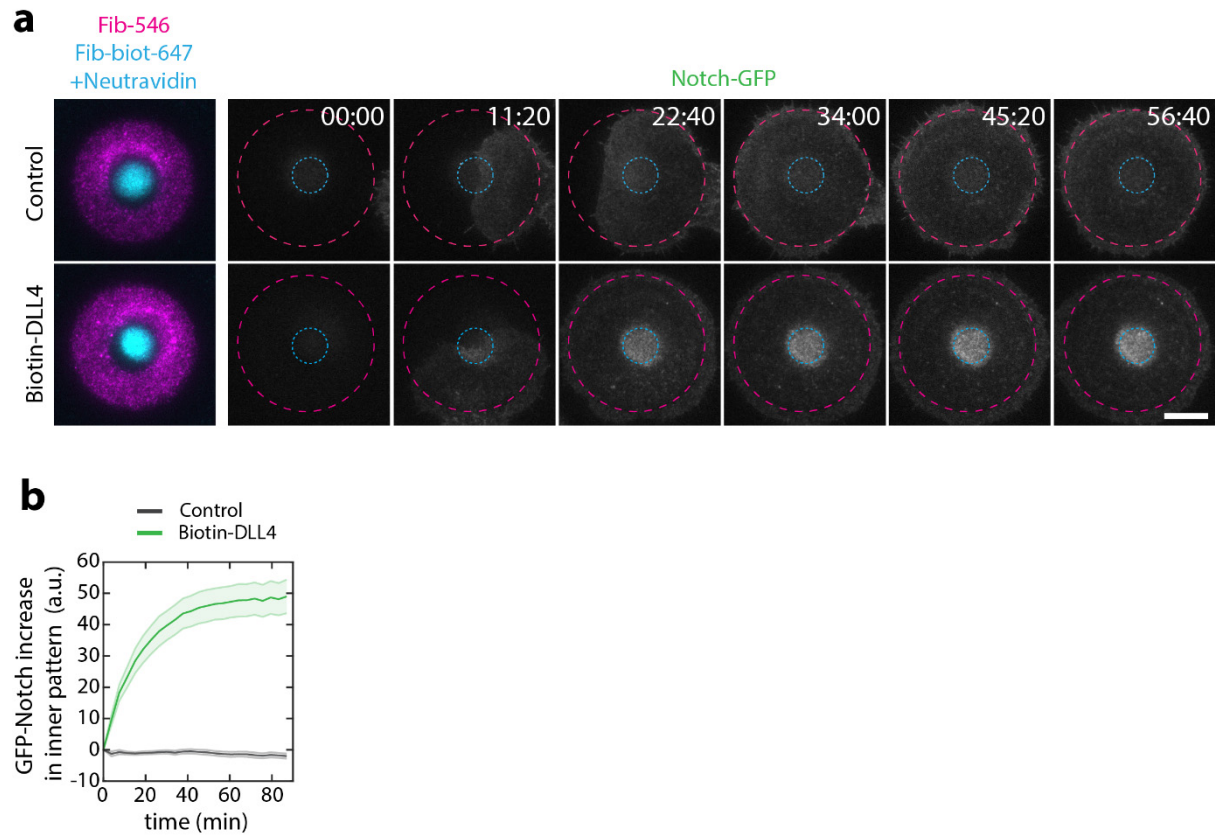 a
Fib-546
Fib-biot-647
+Neutravidin
Notch-GFP
Control
00:00
11:20
22:40
34:00
45:20
56:40
Biotin-DLL4
b
Control
Biotin-DLL4
GFP-Notch increase
in inner pattern (a.u.)
60
50
40
30
20
10
0
-10
0
20
40
60
80
time (min)